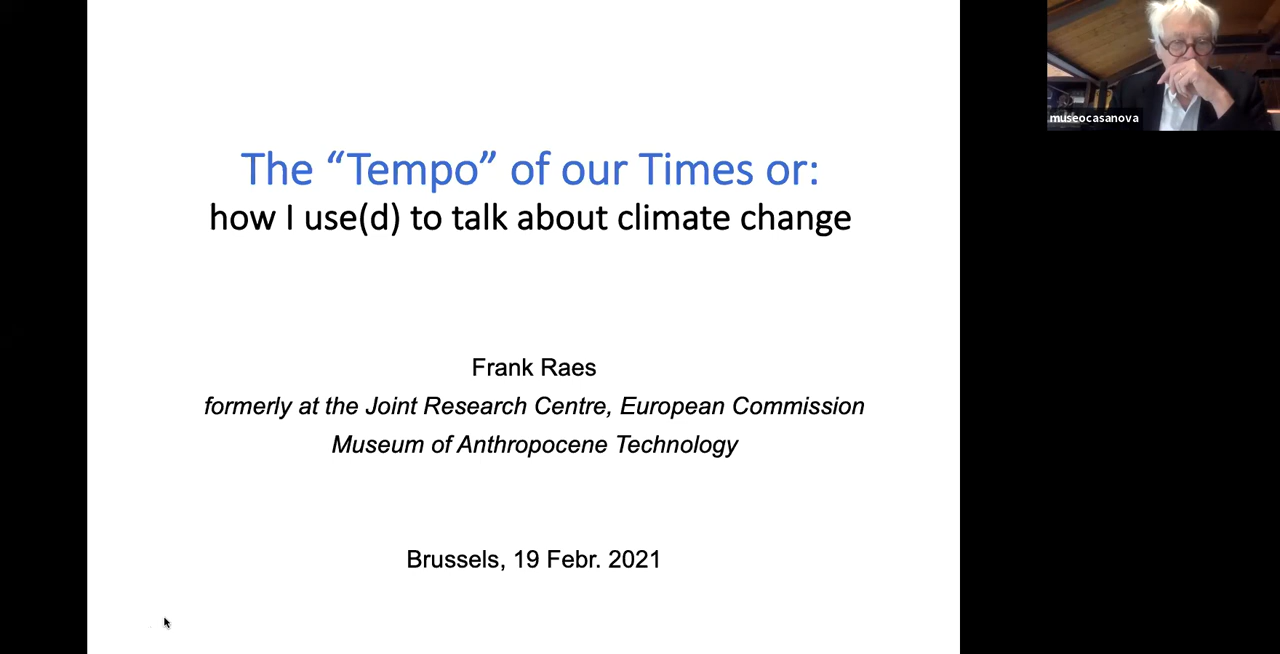 The “Tempo” of our Times or:
how I use(d) to talk about climate change
Frank Raes
formerly at the Joint Research Centre, European Commission
Museum of Anthropocene Technology
Brussels, 19 Febr. 2021
museocasanova